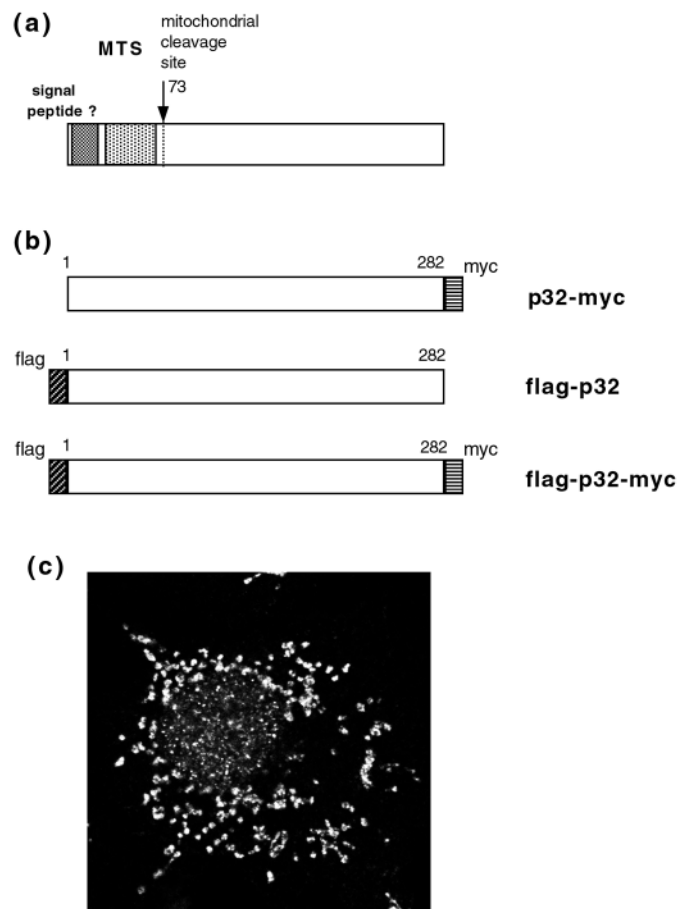 (a)
MTS
mitochondrial
cleavage
site
73
signal
peptide ?
(b)
1 282 myc
p32-myc
flag 1 282
flag-p32
flag 1 282 myc
flag-p32-myc
(c)